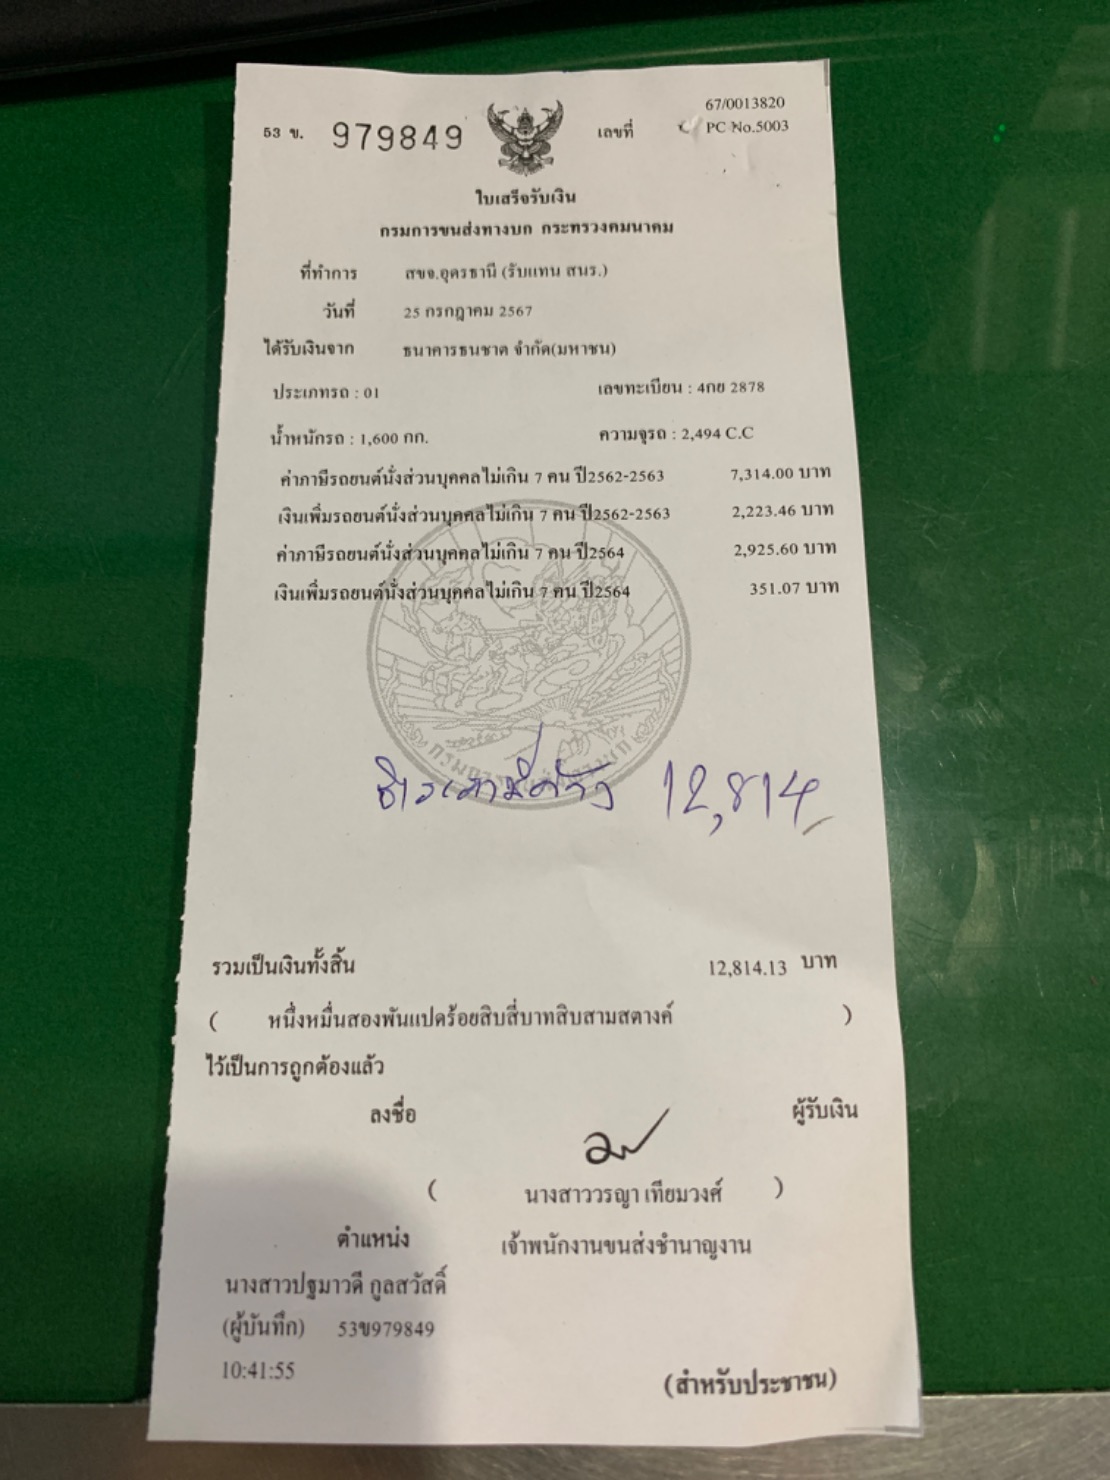 53 ข. 979849 เลขที่ 67/0013820
PC No.5003
ใบเสร็จรับเงิน
กรมการขนส่งทางบก กระทรวงคมนาคม
ที่ทำการ สขจ.อุดรธานี (รับแทน สนร.)
วันที่ 25 กรกฎาคม 2567
ได้รับเงินจาก ธนาคารธนชาต จำกัด(มหาชน)
ประเภทรถ : 01 เลขทะเบียน : 4กย 2878
น้ำหนักรถ : 1,600 กก. ความจุรถ : 2,494 C.C
ค่าภาษีรถยนต์นั่งส่วนบุคคลไม่เกิน 7 คน ปี2562-2563 7,314.00 บาท
เงินเพิ่มรถยนต์นั่งส่วนบุคคลไม่เกิน 7 คน ปี2562-2563 2,223.46 บาท
ค่าภาษีรถยนต์นั่งส่วนบุคคลไม่เกิน 7 คน ปี2564 2,925.60 บาท
เงินเพิ่มรถยนต์นั่งส่วนบุคคลไม่เกิน 7 คน ปี2564 351.07 บาท
กรมการขนส่งทางบก
12,814
รวมเป็นเงินทั้งสิ้น 12,814.13 บาท
( หนึ่งหมื่นสองพันแปดร้อยสิบสี่บาทสิบสามสตางค์ )
ไว้เป็นการถูกต้องแล้ว
ลงชื่อ ผู้รับเงิน
( นางสาววรญา เทียมวงศ์ )
ตำแหน่ง เจ้าพนักงานขนส่งชำนาญงาน
นางสาวปฐมาวดี กูลสวัสดิ์
(ผู้บันทึก) 53ข979849
10:41:55
(สำหรับประชาชน)